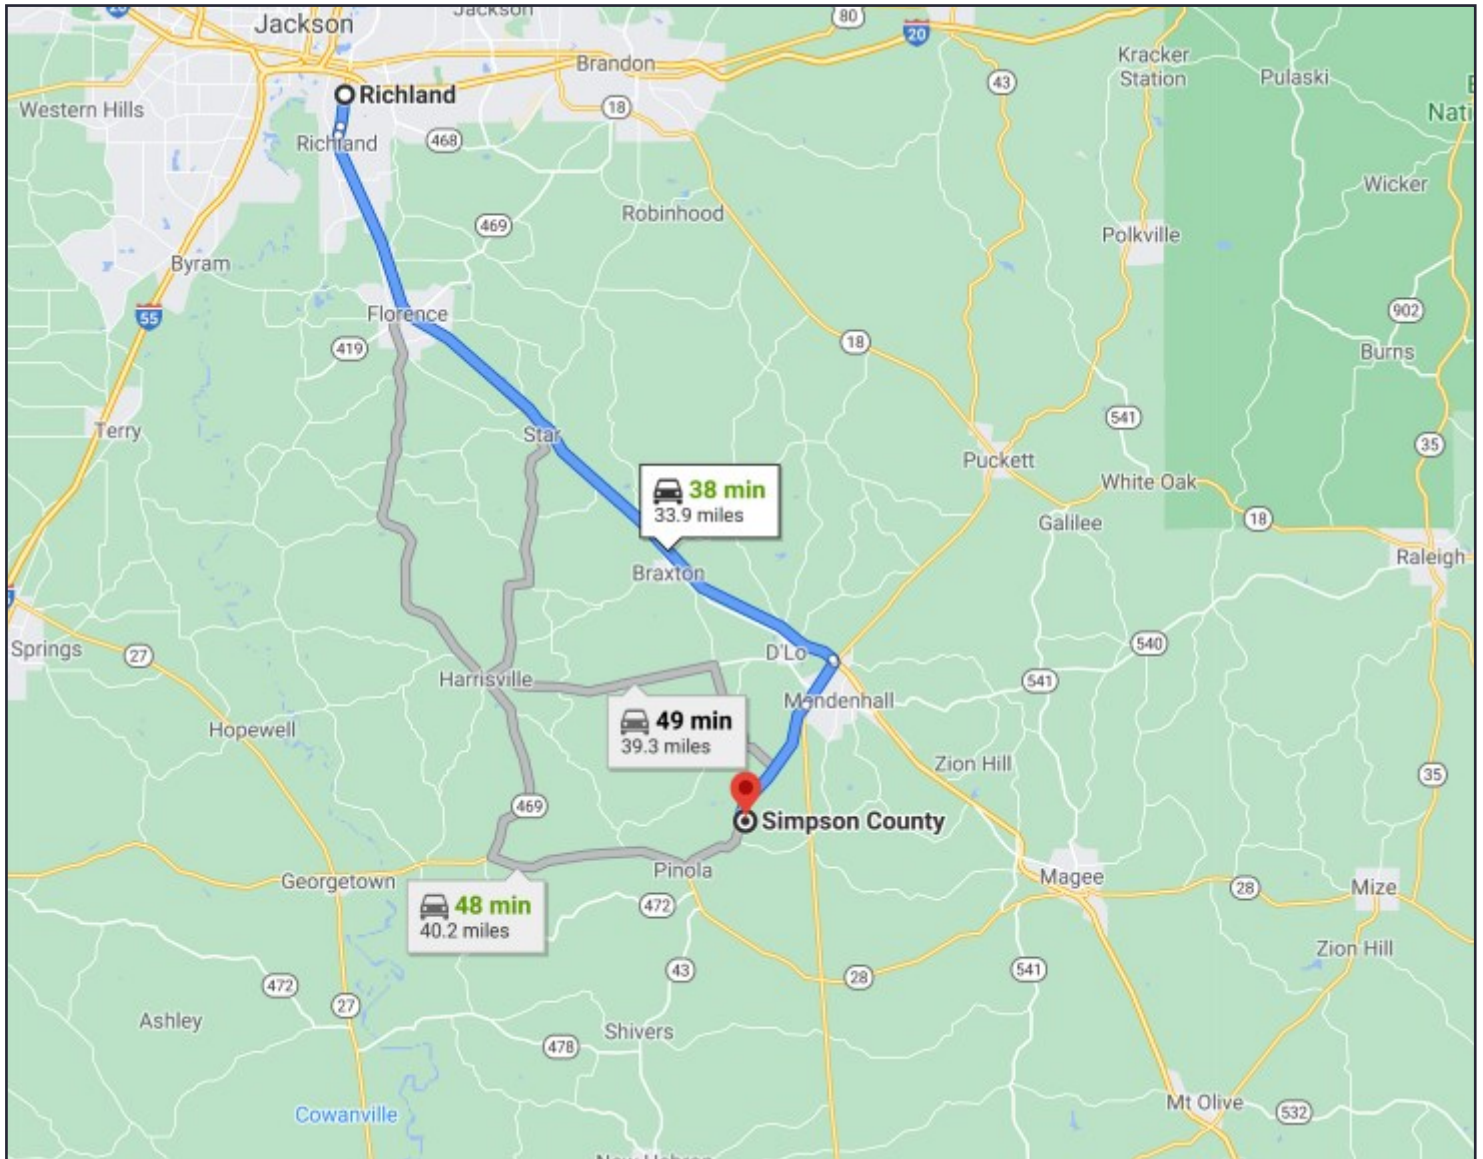 Jackson
Jackson
80
20
Kracker
Station
Pulaski
Brandon
43
Western Hills
Richland
18
Nati
Richland
468
Wicker
Robinhood
469
Polkville
Byram
55
Florence
902
419
18
Burns
541
Terry
Star
35
Puckett
38 min
33.9 miles
White Oak
18
Galilee
Raleigh
Braxton
Springs
27
D'Lo
540
Harrisville
541
Mendenhall
49 min
39.3 miles
Hopewell
Zion Hill
35
469
Simpson County
Pinola
Georgetown
Magee
28
Mize
48 min
40.2 miles
472
Zion Hill
43
28
541
472
27
Ashley
Shivers
478
Cowanville
Mt Olive
532